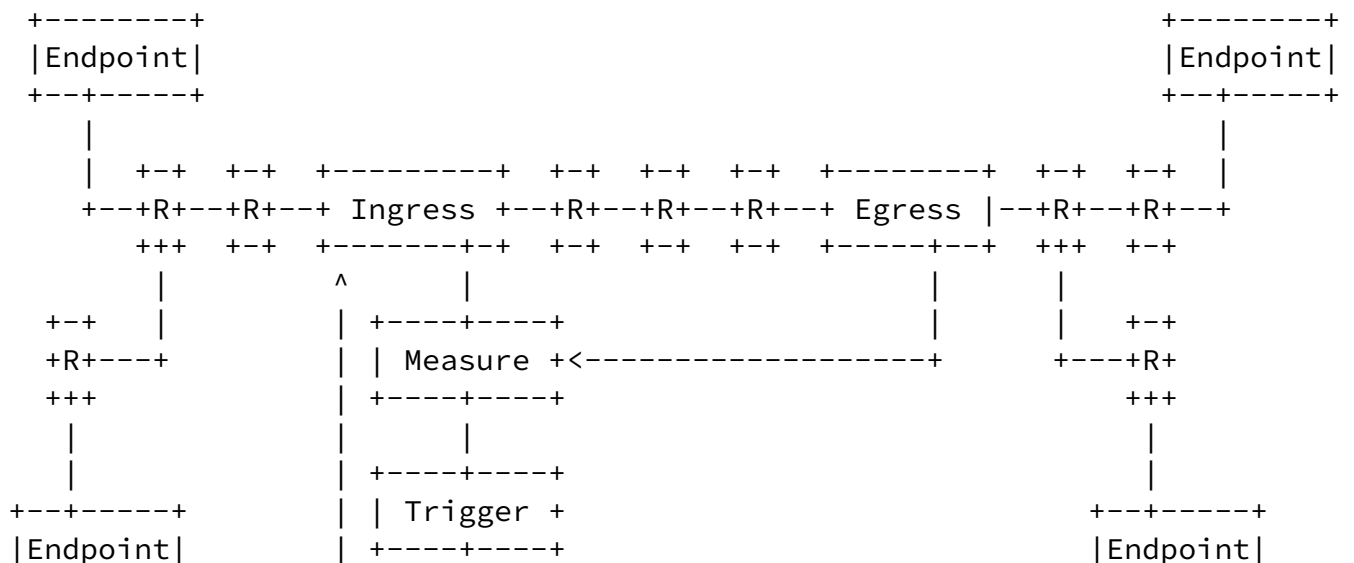 +--------+                                                     +--------+
 |Endpoint|                                                     |Endpoint|
 +--+-----+                                                     +--+-----+
    |                                                              |
    |  +-+  +-+  +---------+  +-+  +-+  +-+  +--------+  +-+  +-+  |
    +--+R+--+R+--+ Ingress +--+R+--+R+--+R+--+ Egress |--+R+--+R+--+
       +++  +-+  +-------+-+  +-+  +-+  +-+  +-----+--+  +++  +-+
        |         ^      |                         |      |
  +-+   |         | +----+----+                    |      |   +-+
  +R+---+         | | Measure +<-------------------+      +---+R+
  +++             | +----+----+                               +++
   |              |      |                                     |
   |              | +----+----+                                |
+--+-----+        | | Trigger +                             +--+-----+
|Endpoint|        | +----+----+                             |Endpoint|